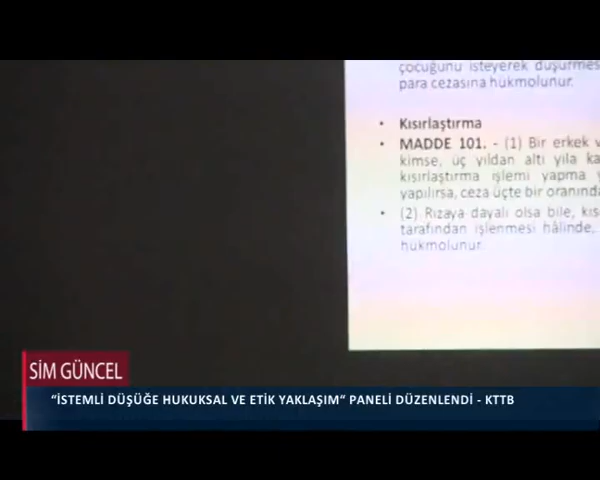 çocuğunu isteyerek düşürmes
para cezasına hükmolunur.
• Kısırlaştırma
• MADDE 101. - (1) Bir erkek v
kimse, üç yıldan altı yıla ka
kısırlaştırma işlemi yapma y
yapılırsa, ceza üçte bir oranında
• (2) Rızaya dayalı olsa bile, kıs
tarafından işlenmesi hâlinde,
hükmolunur.
SİM GÜNCEL
“İSTEMLİ DÜŞÜĞE HUKUKSAL VE ETİK YAKLAŞIM“ PANELİ DÜZENLENDİ - KTTB